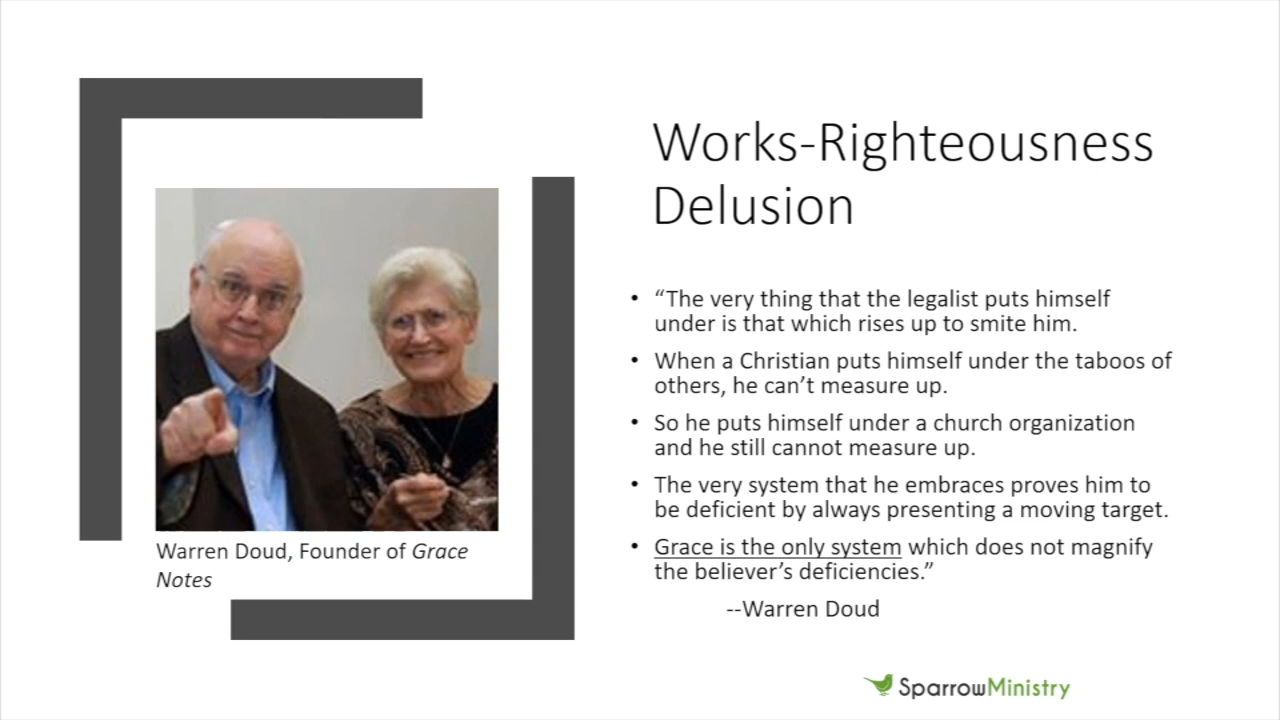 Works-Righteousness
Delusion
• “The very thing that the legalist puts himself
under is that which rises up to smite him.
• When a Christian puts himself under the taboos of
others, he can’t measure up.
• So he puts himself under a church organization
and he still cannot measure up.
• The very system that he embraces proves him to
be deficient by always presenting a moving target.
• Grace is the only system which does not magnify
the believer’s deficiencies.”
--Warren Doud
Warren Doud, Founder of Grace
Notes
SparrowMinistry